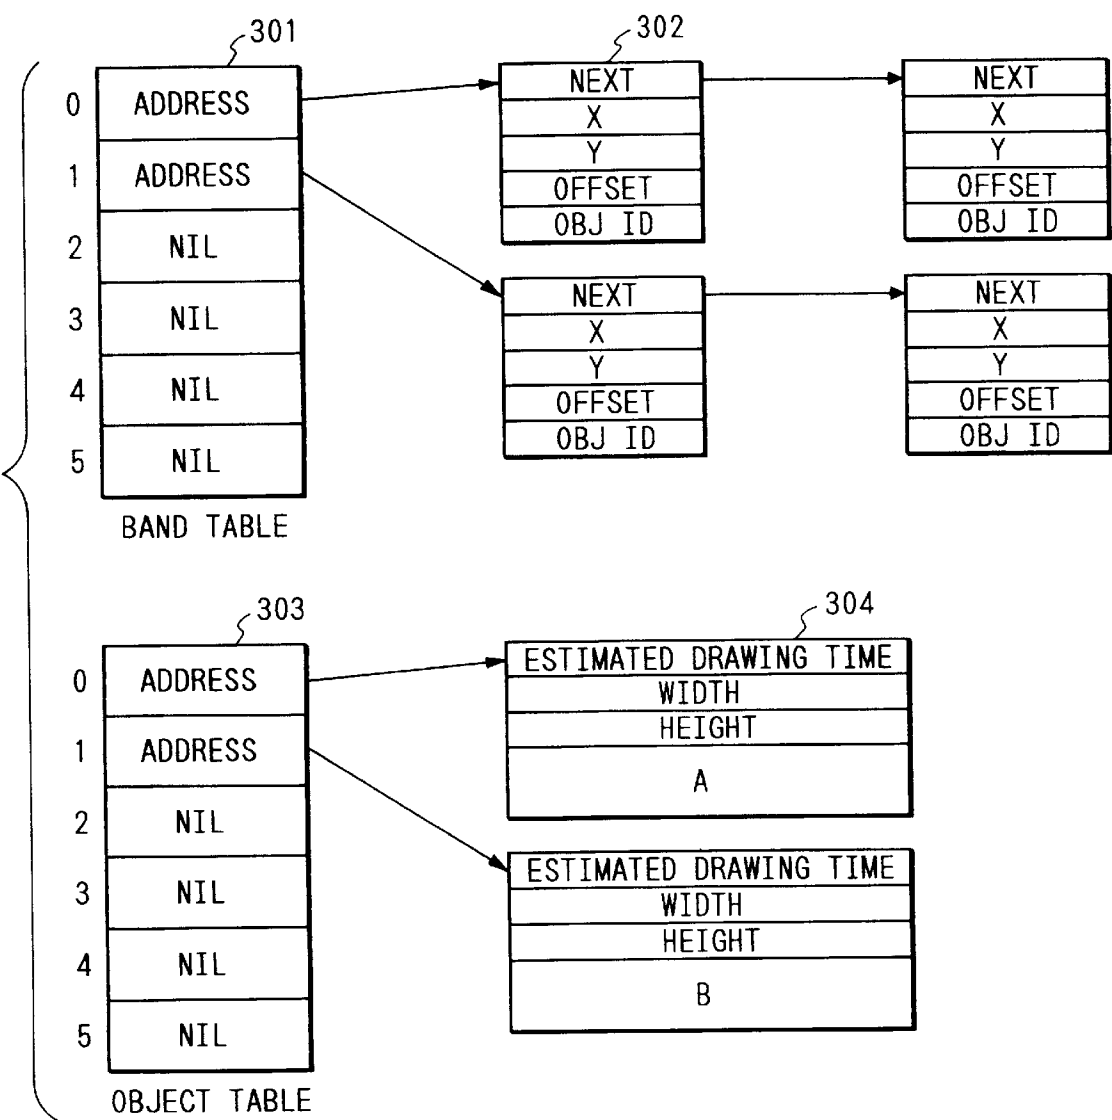 301
0 ADDRESS
1 ADDRESS
2 NIL
3 NIL
4 NIL
5 NIL
BAND TABLE
302
NEXT
X
Y
OFFSET
OBJ ID
NEXT
X
Y
OFFSET
OBJ ID
NEXT
X
Y
OFFSET
OBJ ID
NEXT
X
Y
OFFSET
OBJ ID
303
0 ADDRESS
1 ADDRESS
2 NIL
3 NIL
4 NIL
5 NIL
OBJECT TABLE
304
ESTIMATED DRAWING TIME
WIDTH
HEIGHT
A
ESTIMATED DRAWING TIME
WIDTH
HEIGHT
B